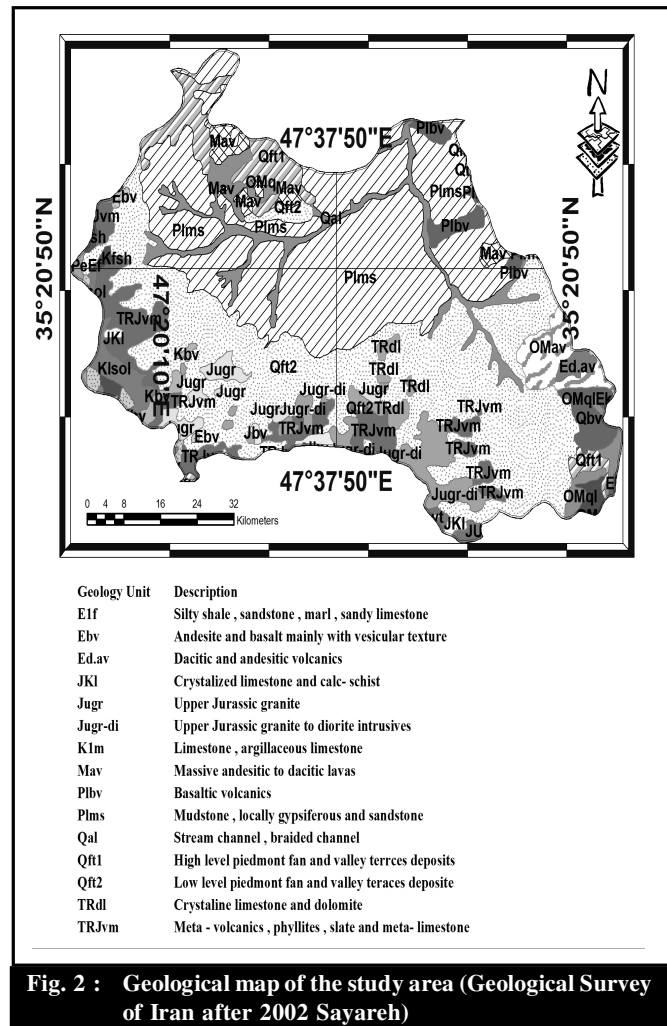 N
47°37'50"E
Plbv
Mav
Qft1
Mav
OMq
Mav
Mav
Qft2
Qal
Plms
Plbv
Ebv
Plms
Plms
Mav
Kfsh
Plms
Plbv
35°20'50"N
47°20'10"E
35°20'50"N
TRJvm
JKl
TRdl
OMav
Kbv
Qft2
TRdl
Klsol
Jugr
Ed.av
Jugr
Jugr-di
Jugr
TRdl
TRJvm
Jugr
Jugr-di
Qft2
TRdl
TRJvm
Qbv
Ebv
Jbv
TRJvm
TRJvm
TRJvm
TRJvm
Qft1
47°37'50"E
TRJvm
Jugr-di
TRJvm
OMql
JKl
JU
0 4 8 16 24 32
Kilometers
Geology Unit Description
E1f Silty shale , sandstone , marl , sandy limestone
Ebv Andesite and basalt mainly with vesicular texture
Ed.av Dacitic and andesitic volcanics
JKl Crystalized limestone and calc- schist
Jugr Upper Jurassic granite
Jugr-di Upper Jurassic granite to diorite intrusives
K1m Limestone , argillaceous limestone
Mav Massive andesitic to dacitic lavas
Plbv Basaltic volcanics
Plms Mudstone , locally gypsiferous and sandstone
Qal Stream channel , braided channel
Qft1 High level piedmont fan and valley terrces deposits
Qft2 Low level piedmont fan and valley teraces deposite
TRdl Crystaline limestone and dolomite
TRJvm Meta - volcanics , phyllites , slate and meta- limestone
Fig. 2 : Geological map of the study area (Geological Survey
of Iran after 2002 Sayareh)